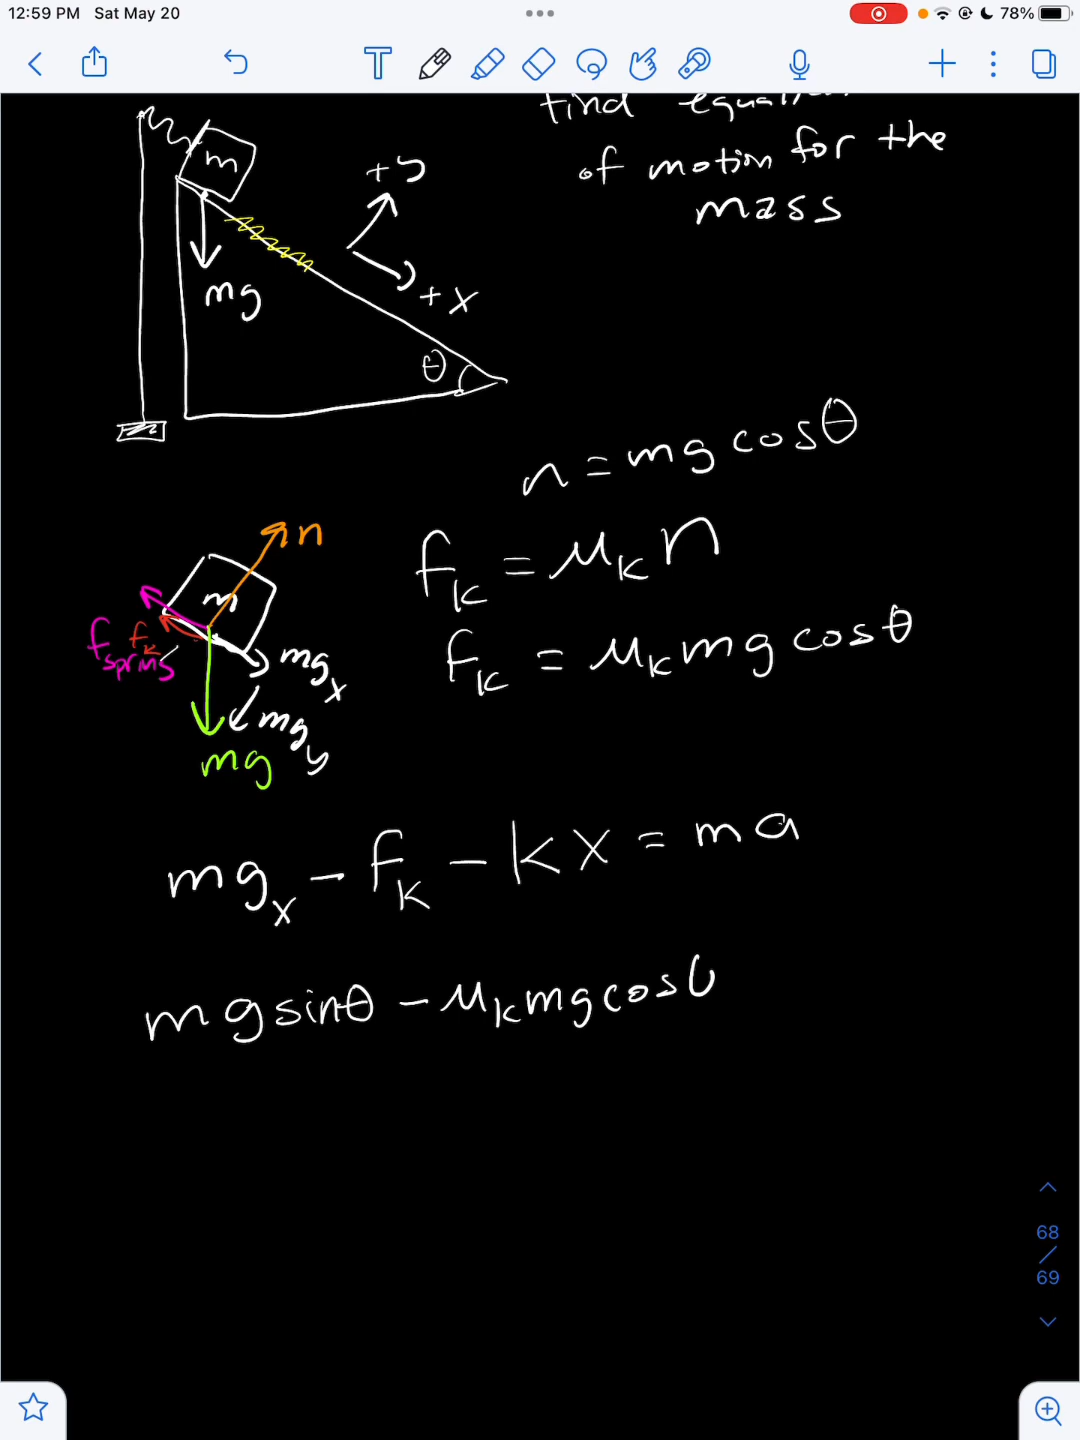 12:59 PM Sat May 20
78%
T
find
of motion for the
mass
m
+y
+x
mg
θ
n = mg cosθ
n
f_k = μ_k n
m
f_spring
f_k
mg_x
f_k = μ_k mg cosθ
mg_y
mg
mg_x - f_k - kx = ma
mg sinθ - μ_k mg cos
68
69